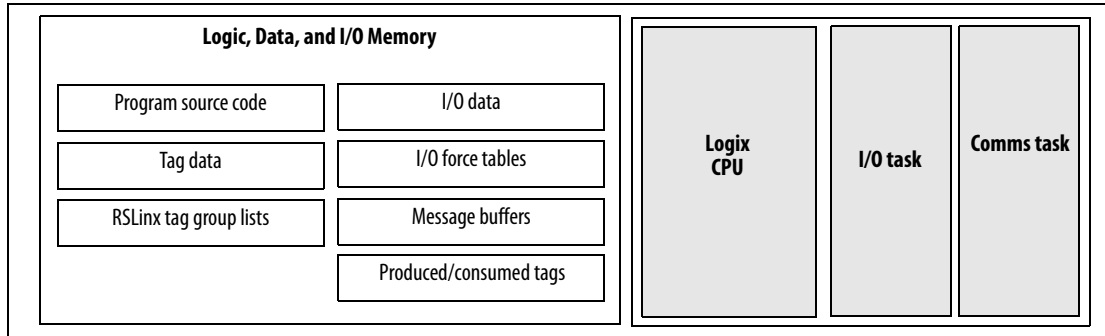 Logic, Data, and I/O Memory
Program source code
Tag data
RSLinx tag group lists
I/O data
I/O force tables
Message buffers
Produced/consumed tags
Logix
CPU
I/O task
Comms task